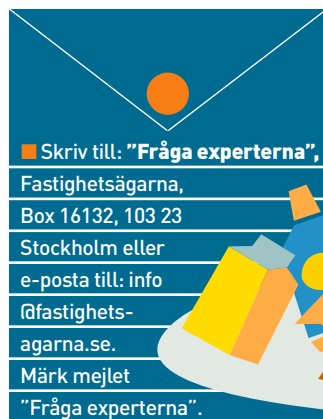 Skriv till: ”Fråga experterna”,
Fastighetsägarna,
Box 16132, 103 23
Stockholm eller
e-posta till: info
@fastighets-
agarna.se.
Märk mejlet
”Fråga experterna”.